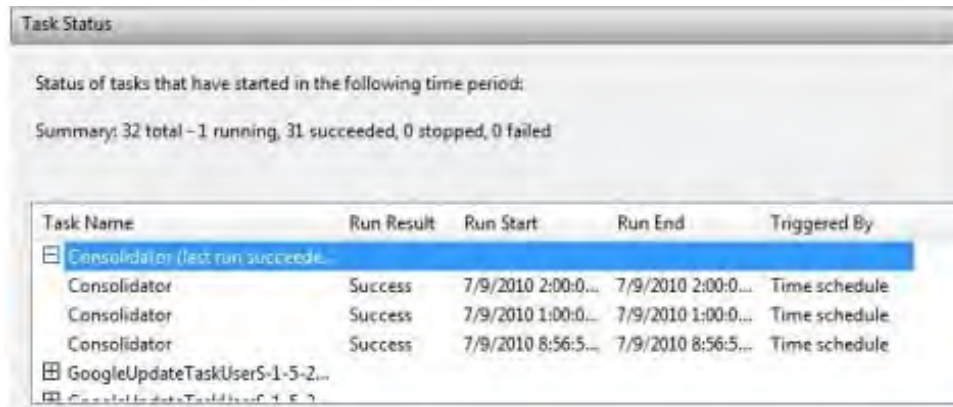 Task Status
Status of tasks that have started in the following time period:
Summary: 32 total - 1 running, 31 succeeded, 0 stopped, 0 failed
Task Name Run Result Run Start Run End Triggered By
Consolidator (last run succeede...
Consolidator Success 7/9/2010 2:00:0... 7/9/2010 2:00:0... Time schedule
Consolidator Success 7/9/2010 1:00:0... 7/9/2010 1:00:0... Time schedule
Consolidator Success 7/9/2010 8:56:5... 7/9/2010 8:56:5... Time schedule
GoogleUpdateTaskUserS-1-5-2...